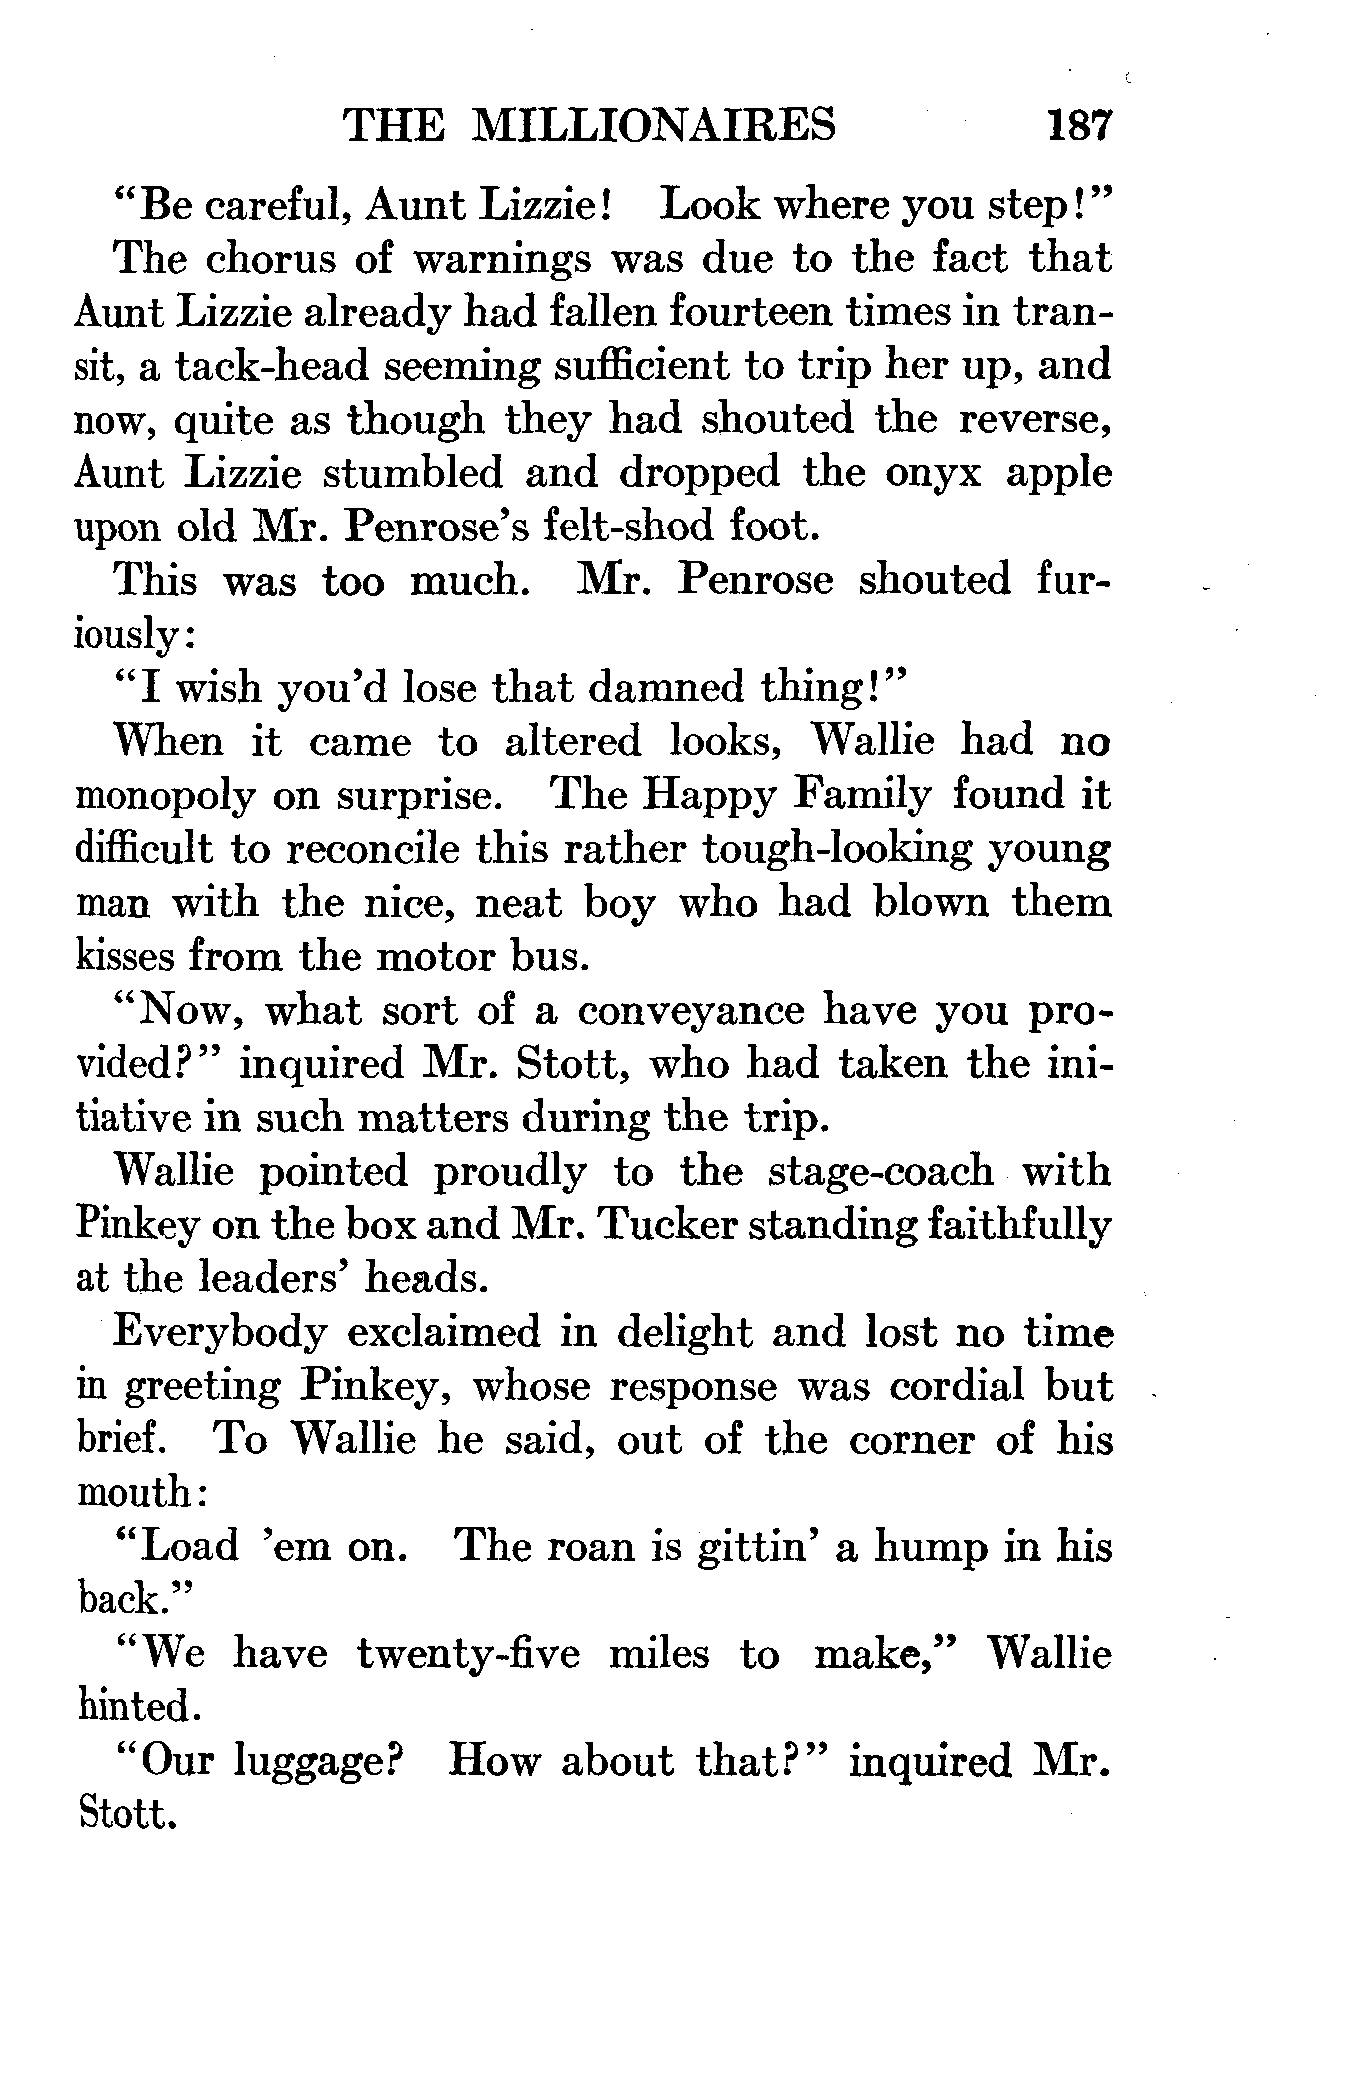 THE MILLIONAIRES 187
“Be careful, Aunt Lizzie! Look where you step!”
The chorus of warnings was due to the fact that
Aunt Lizzie already had fallen fourteen times in tran-
sit, a tack-head seeming sufficient to trip her up, and
now, quite as though they had shouted the reverse,
Aunt Lizzie stumbled and dropped the onyx apple
upon old Mr. Penrose’s felt-shod foot.
This was too much. Mr. Penrose shouted fur-
iously:
“I wish you’d lose that damned thing!”
When it came to altered looks, Wallie had no
monopoly on surprise. The Happy Family found it
difficult to reconcile this rather tough-looking young
man with the nice, neat boy who had blown them
kisses from the motor bus.
“Now, what sort of a conveyance have you pro-
vided?” inquired Mr. Stott, who had taken the ini-
tiative in such matters during the trip.
Wallie pointed proudly to the stage-coach with
Pinkey on the box and Mr. Tucker standing faithfully
at the leaders’ heads.
Everybody exclaimed in delight and lost no time
in greeting Pinkey, whose response was cordial but
brief. To Wallie he said, out of the corner of his
mouth:
“Load ’em on. The roan is gittin’ a hump in his
back.”
“We have twenty-five miles to make,” Wallie
hinted.
“Our luggage? How about that?” inquired Mr.
Stott.